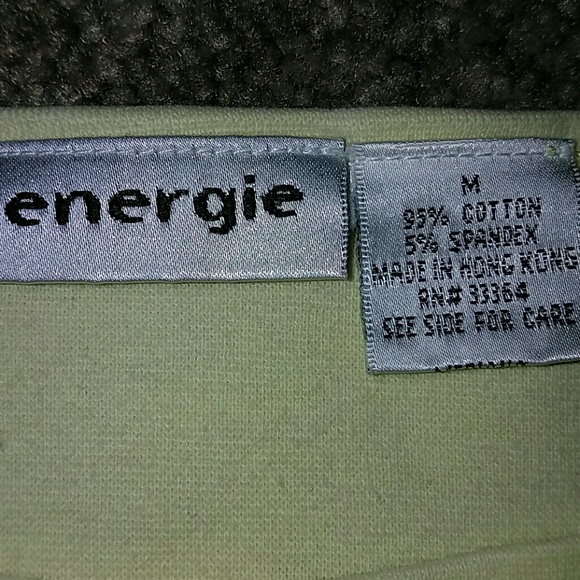 energie
M
95% COTTON
5% SPANDEX
MADE IN HONG KONG
RN# 33364
SEE SIDE FOR CARE